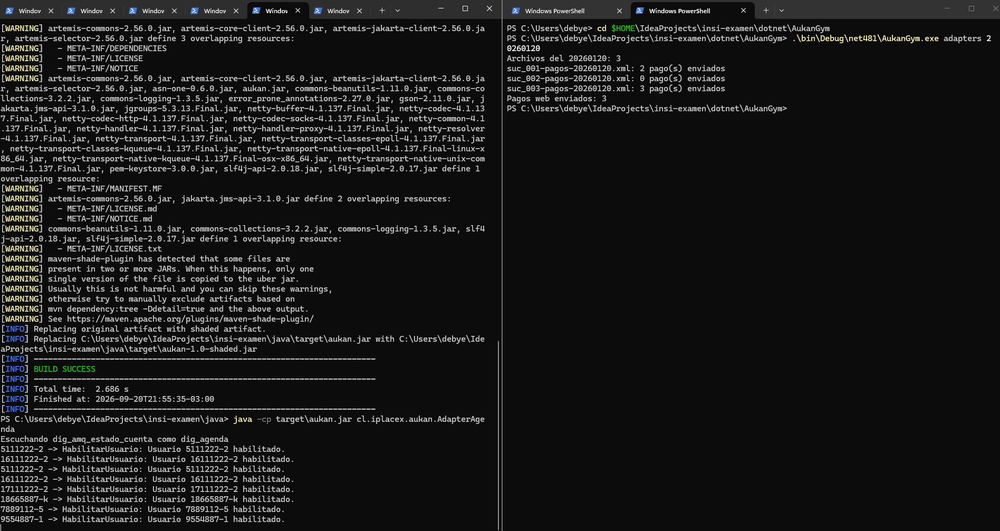 Window
Window
Window
Window
Window
Window
[WARNING] artemis-commons-2.56.0.jar, artemis-core-client-2.56.0.jar, artemis-jakarta-client-2.56.0.ja
r, artemis-selector-2.56.0.jar define 3 overlapping resources:
[WARNING]   - META-INF/DEPENDENCIES
[WARNING]   - META-INF/LICENSE
[WARNING]   - META-INF/NOTICE
[WARNING] artemis-commons-2.56.0.jar, artemis-core-client-2.56.0.jar, artemis-jakarta-client-2.56.0.ja
r, artemis-selector-2.56.0.jar, asn-one-0.6.0.jar, aukan.jar, commons-beanutils-1.11.0.jar, commons-co
llections-3.2.2.jar, commons-logging-1.3.5.jar, error_prone_annotations-2.27.0.jar, gson-2.11.0.jar, j
akarta.jms-api-3.1.0.jar, jgroups-5.3.13.Final.jar, netty-buffer-4.1.137.Final.jar, netty-codec-4.1.13
7.Final.jar, netty-codec-http-4.1.137.Final.jar, netty-codec-socks-4.1.137.Final.jar, netty-common-4.1
.137.Final.jar, netty-handler-4.1.137.Final.jar, netty-handler-proxy-4.1.137.Final.jar, netty-resolver
-4.1.137.Final.jar, netty-transport-4.1.137.Final.jar, netty-transport-classes-epoll-4.1.137.Final.jar
, netty-transport-classes-kqueue-4.1.137.Final.jar, netty-transport-native-epoll-4.1.137.Final-linux-x
86_64.jar, netty-transport-native-kqueue-4.1.137.Final-osx-x86_64.jar, netty-transport-native-unix-com
mon-4.1.137.Final.jar, pem-keystore-3.0.0.jar, slf4j-api-2.0.18.jar, slf4j-simple-2.0.17.jar define 1
overlapping resource:
[WARNING]   - META-INF/MANIFEST.MF
[WARNING] artemis-commons-2.56.0.jar, jakarta.jms-api-3.1.0.jar define 2 overlapping resources:
[WARNING]   - META-INF/LICENSE.md
[WARNING]   - META-INF/NOTICE.md
[WARNING] commons-beanutils-1.11.0.jar, commons-collections-3.2.2.jar, commons-logging-1.3.5.jar, slf4
j-api-2.0.18.jar, slf4j-simple-2.0.17.jar define 1 overlapping resource:
[WARNING]   - META-INF/LICENSE.txt
[WARNING] maven-shade-plugin has detected that some files are
[WARNING] present in two or more JARs. When this happens, only one
[WARNING] single version of the file is copied to the uber jar.
[WARNING] Usually this is not harmful and you can skip these warnings,
[WARNING] otherwise try to manually exclude artifacts based on
[WARNING] mvn dependency:tree -Ddetail=true and the above output.
[WARNING] See https://maven.apache.org/plugins/maven-shade-plugin/
[INFO] Replacing original artifact with shaded artifact.
[INFO] Replacing C:\Users\debye\IdeaProjects\insi-examen\java\target\aukan.jar with C:\Users\debye\Ide
aProjects\insi-examen\java\target\aukan-1.0-shaded.jar
[INFO] ------------------------------------------------------------------------
[INFO] BUILD SUCCESS
[INFO] ------------------------------------------------------------------------
[INFO] Total time:  2.686 s
[INFO] Finished at: 2026-09-20T21:55:35-03:00
[INFO] ------------------------------------------------------------------------
PS C:\Users\debye\IdeaProjects\insi-examen\java> java -cp target\aukan.jar cl.iplacex.aukan.AdapterAge
nda
Escuchando dig_amq_estado_cuenta como dig_agenda
5111222-2 -> HabilitarUsuario: Usuario 5111222-2 habilitado.
16111222-2 -> HabilitarUsuario: Usuario 16111222-2 habilitado.
5111222-2 -> HabilitarUsuario: Usuario 5111222-2 habilitado.
16111222-2 -> HabilitarUsuario: Usuario 16111222-2 habilitado.
17111222-2 -> HabilitarUsuario: Usuario 17111222-2 habilitado.
18665887-k -> HabilitarUsuario: Usuario 18665887-k habilitado.
7889112-5 -> HabilitarUsuario: Usuario 7889112-5 habilitado.
9554887-1 -> HabilitarUsuario: Usuario 9554887-1 habilitado.
Windows PowerShell
Windows PowerShell
PS C:\Users\debye> cd $HOME\IdeaProjects\insi-examen\dotnet\AukanGym
PS C:\Users\debye\IdeaProjects\insi-examen\dotnet\AukanGym> .\bin\Debug\net481\AukanGym.exe adapters 2
0260120
Archivos del 20260120: 3
suc_001-pagos-20260120.xml: 2 pago(s) enviados
suc_002-pagos-20260120.xml: 0 pago(s) enviados
suc_003-pagos-20260120.xml: 3 pago(s) enviados
Pagos web enviados: 3
PS C:\Users\debye\IdeaProjects\insi-examen\dotnet\AukanGym>